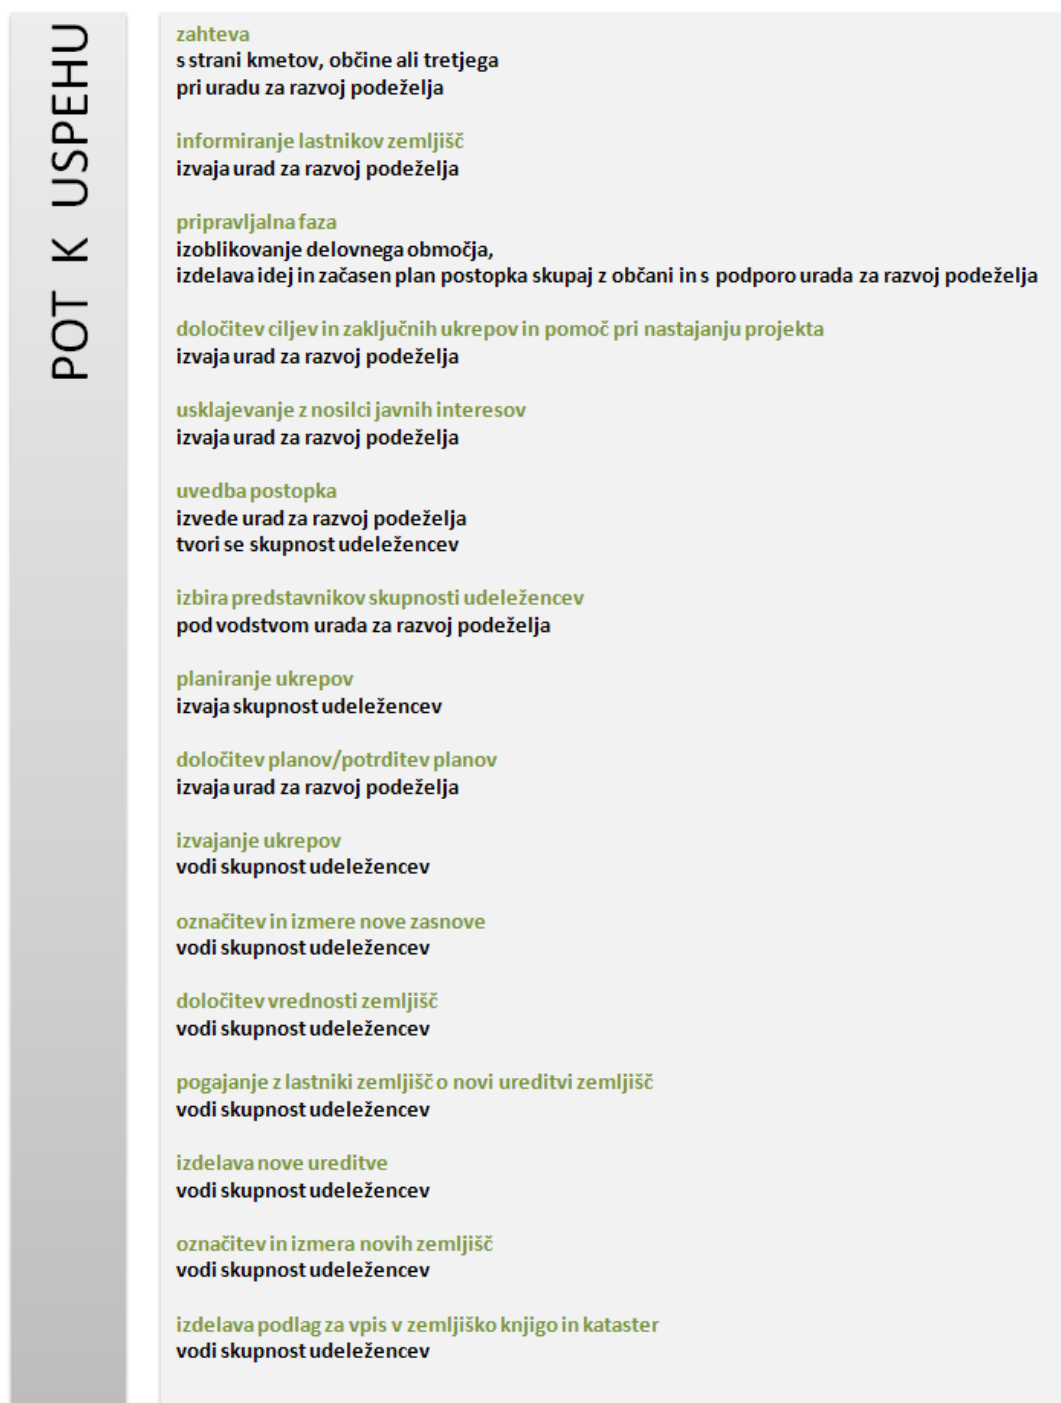 POT K USPEHU
zahteva
s strani kmetov, občine ali tretjega
pri uradu za razvoj podeželja
informiranje lastnikov zemljišč
izvaja urad za razvoj podeželja
pripravljalna faza
izoblikovanje delovnega območja,
izdelava idej in začasen plan postopka skupaj z občani in s podporo urada za razvoj podeželja
določitev ciljev in zaključnih ukrepov in pomoč pri nastajanju projekta
izvaja urad za razvoj podeželja
usklajevanje z nosilci javnih interesov
izvaja urad za razvoj podeželja
uvedba postopka
izvede urad za razvoj podeželja
tvori se skupnost udeležencev
izbira predstavnikov skupnosti udeležencev
pod vodstvom urada za razvoj podeželja
planiranje ukrepov
izvaja skupnost udeležencev
določitev planov/potrditev planov
izvaja urad za razvoj podeželja
izvajanje ukrepov
vodi skupnost udeležencev
označitev in izmere nove zasnove
vodi skupnost udeležencev
določitev vrednosti zemljišč
vodi skupnost udeležencev
pogajanje z lastniki zemljišč o novi ureditvi zemljišč
vodi skupnost udeležencev
izdelava nove ureditve
vodi skupnost udeležencev
označitev in izmera novih zemljišč
vodi skupnost udeležencev
izdelava podlag za vpis v zemljiško knjigo in kataster
vodi skupnost udeležencev